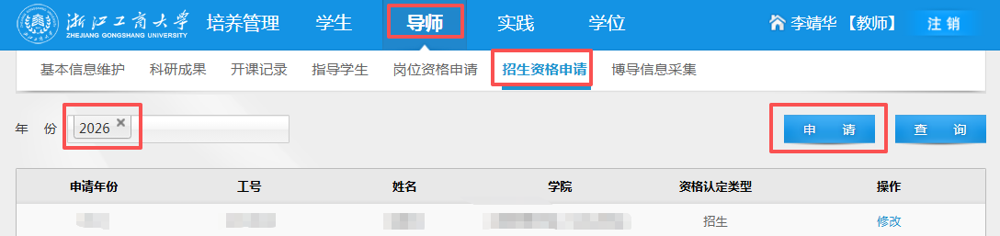 浙江工商大学
ZHEJIANG GONGSHANG UNIVERSITY
培养管理 学生 导师 实践 学位 李靖华 【教师】 注 销
基本信息维护 科研成果 开课记录 指导学生 岗位资格申请 招生资格申请 博导信息采集
年 份 2026 申 请 查 询
申请年份 工号 姓名 学院 资格认定类型 操作
招生 修改